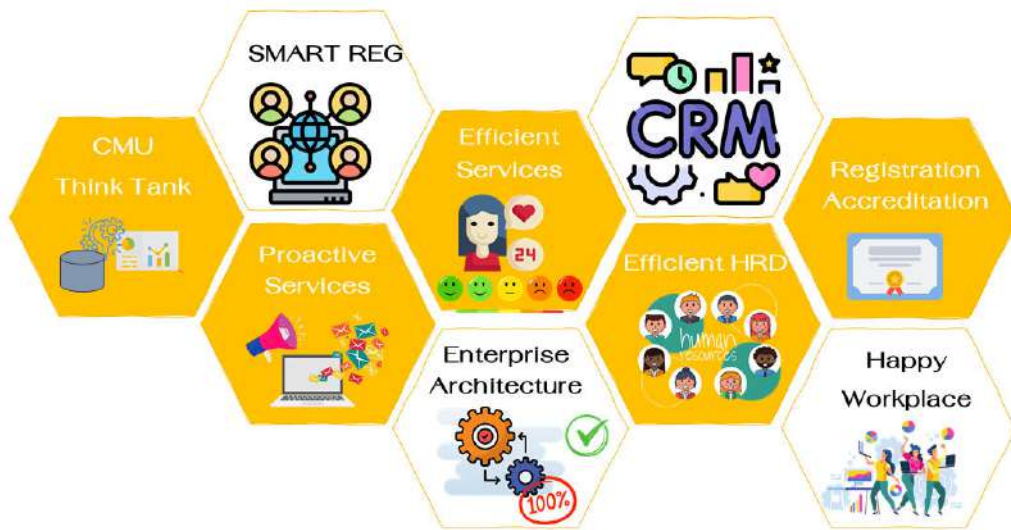 SMART REG
CRM
CMU
Think Tank
Efficient
Services
24
Registration
Accreditation
Proactive
Services
Efficient HRD
human
resources
Enterprise
Architecture
100%
Happy
Workplace